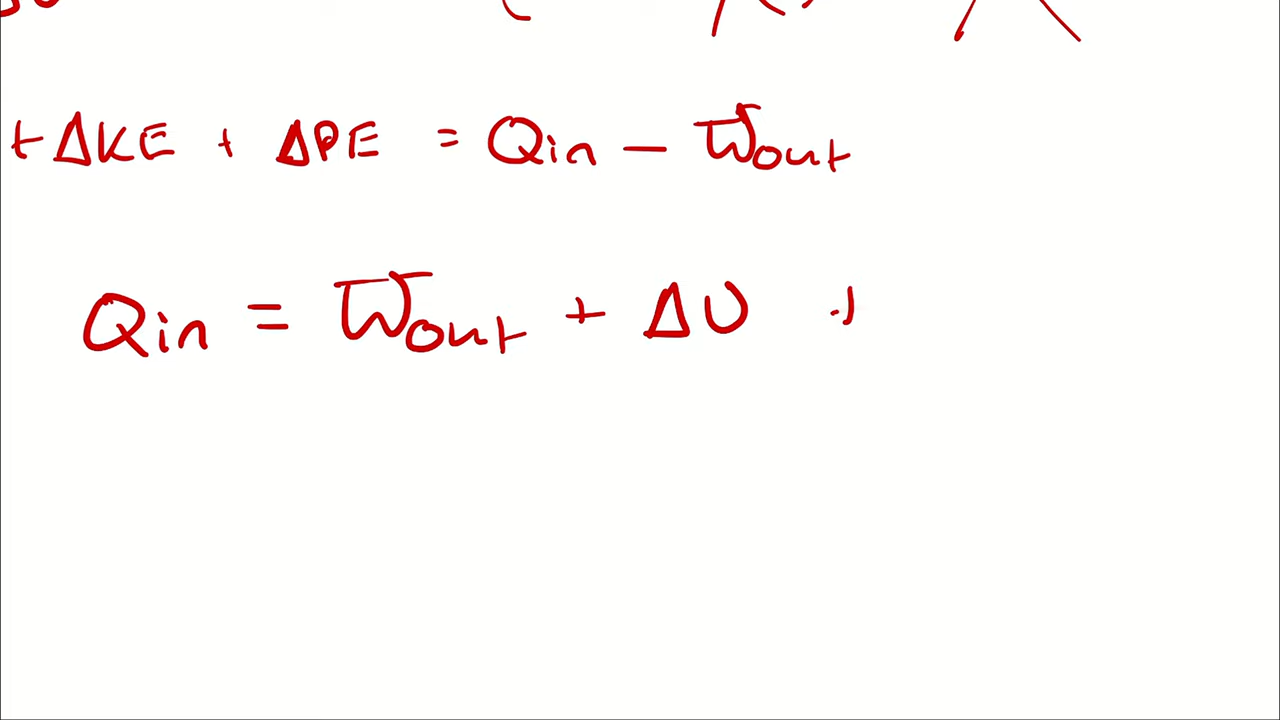 + ΔKE + ΔPE = Qin − Wout
Qin = Wout + ΔU